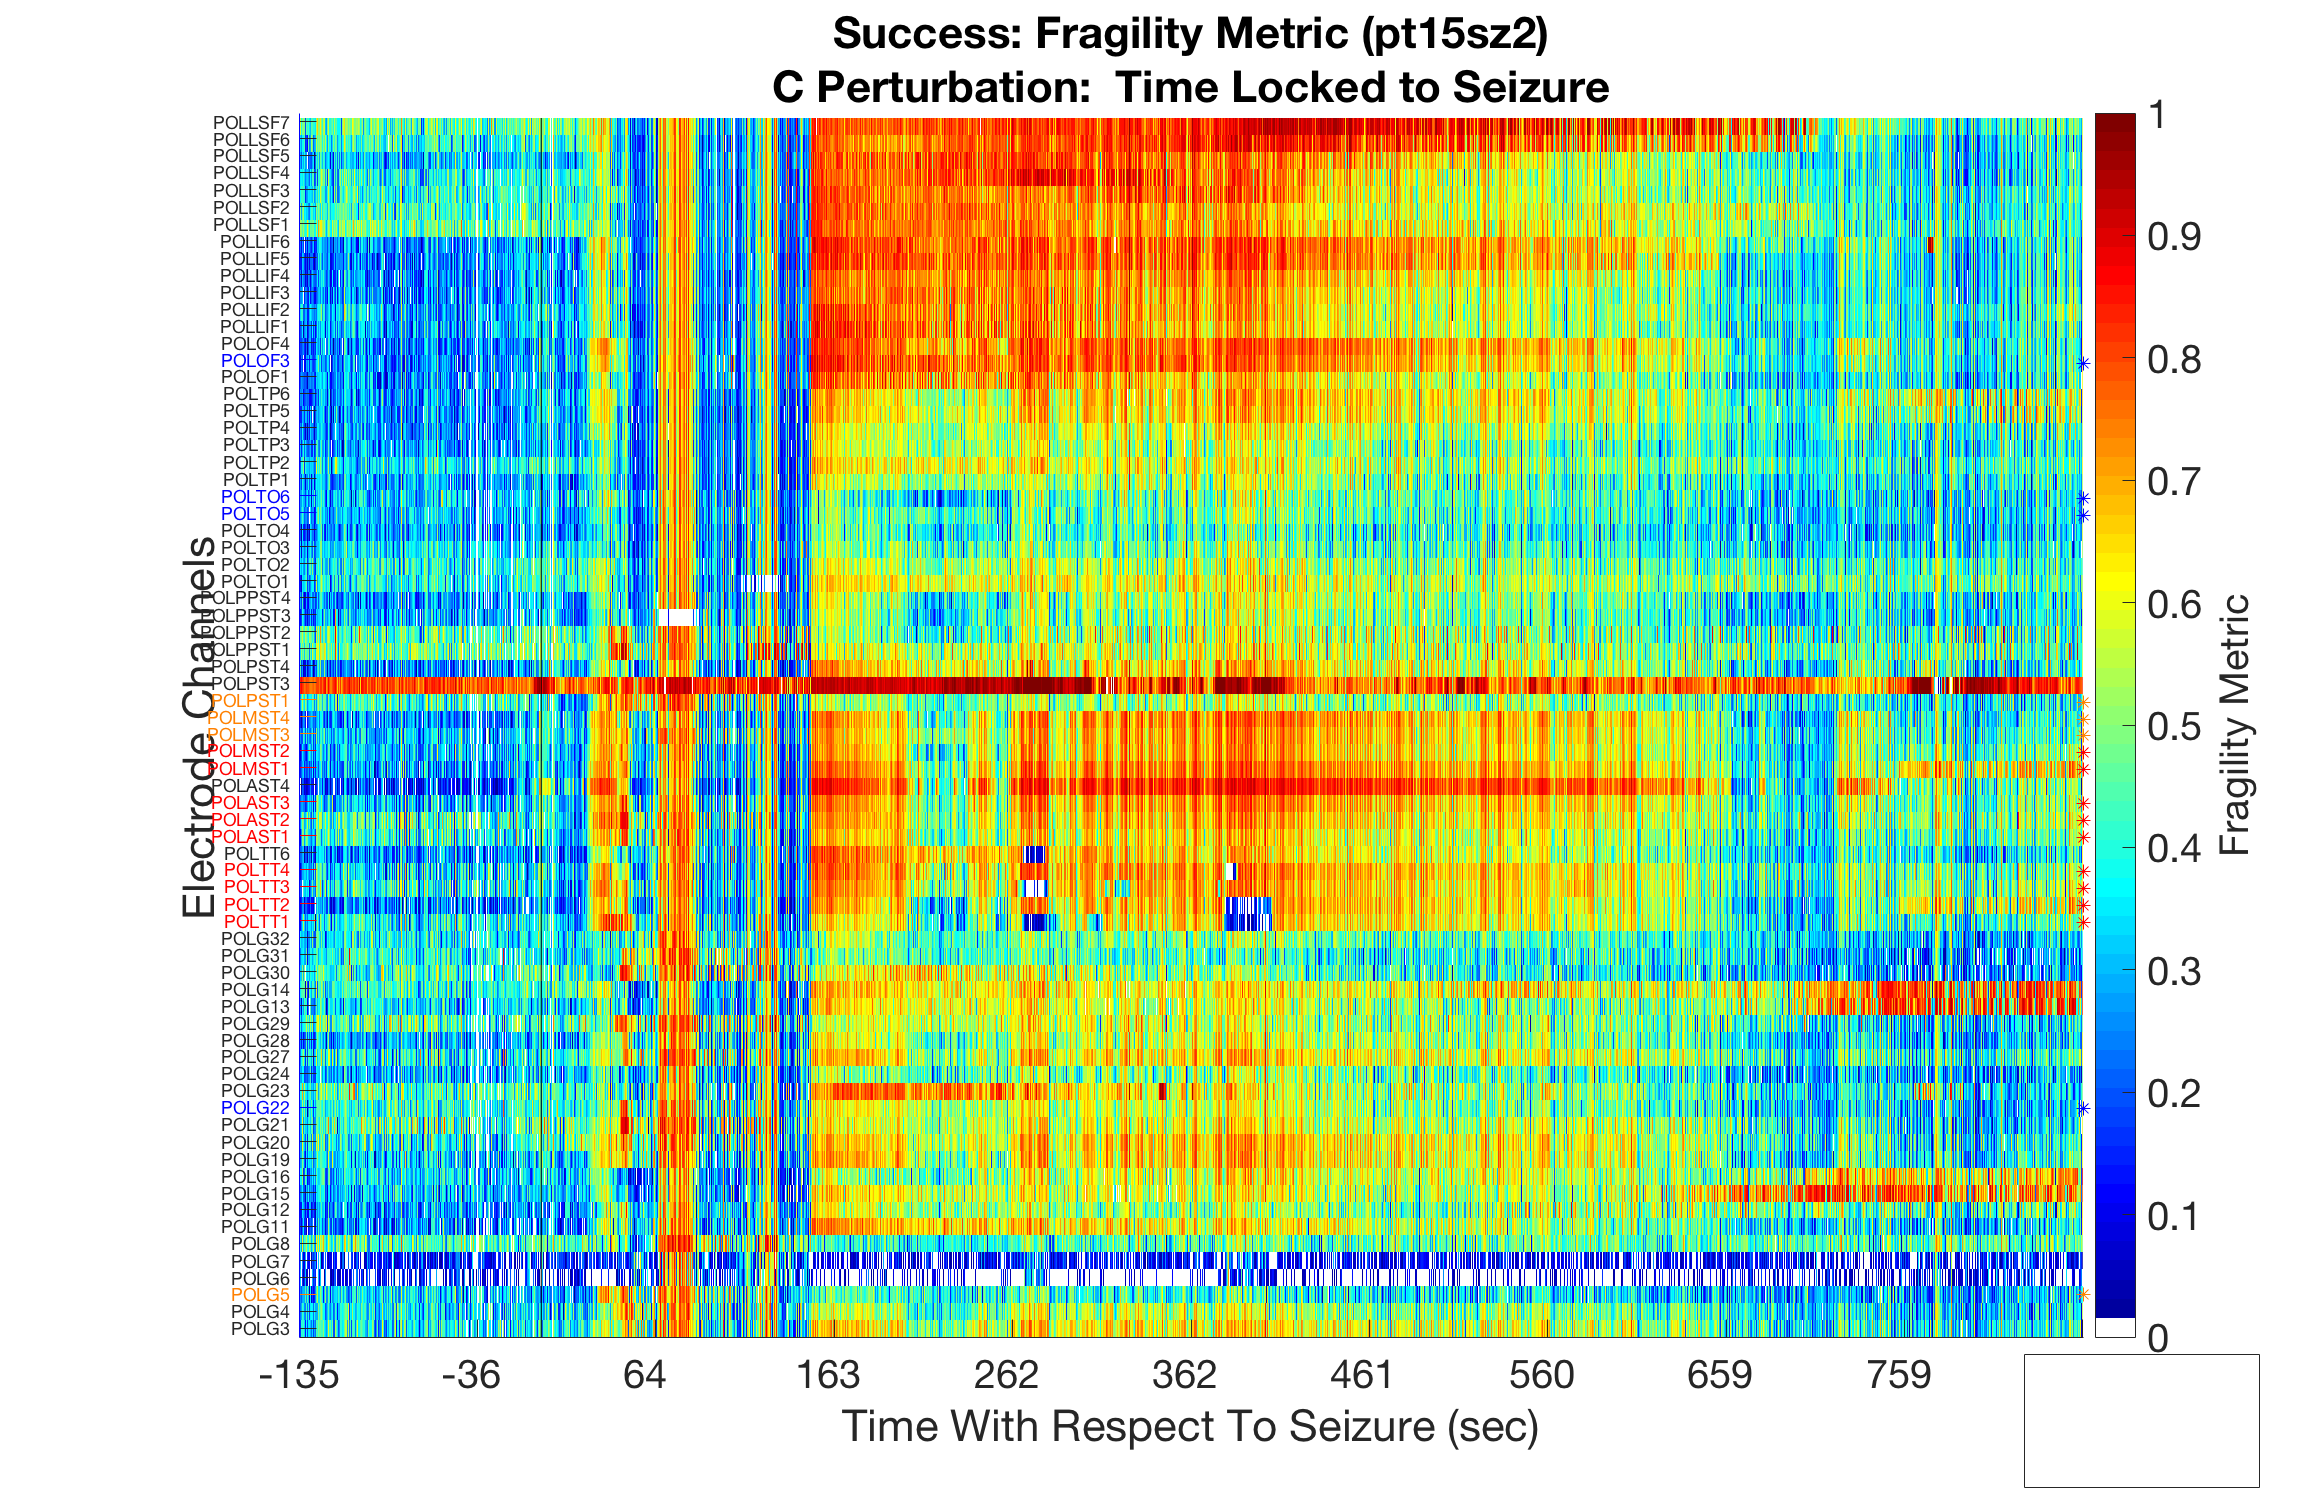 Success: Fragility Metric (pt15sz2)
C Perturbation:  Time Locked to Seizure
POLLSF7
POLLSF6
POLLSF5
POLLSF4
POLLSF3
POLLSF2
POLLSF1
POLLIF6
POLLIF5
POLLIF4
POLLIF3
POLLIF2
POLLIF1
POLOF4
POLOF3
POLOF1
POLTP6
POLTP5
POLTP4
POLTP3
POLTP2
POLTP1
POLTO6
POLTO5
POLTO4
POLTO3
POLTO2
POLTO1
POLPPST4
POLPPST3
POLPPST2
POLPPST1
POLPST4
POLPST3
POLPST1
POLMST4
POLMST3
POLMST2
POLMST1
POLAST4
POLAST3
POLAST2
POLAST1
POLTT6
POLTT4
POLTT3
POLTT2
POLTT1
POLG32
POLG31
POLG30
POLG14
POLG13
POLG29
POLG28
POLG27
POLG24
POLG23
POLG22
POLG21
POLG20
POLG19
POLG16
POLG15
POLG12
POLG11
POLG8
POLG7
POLG6
POLG5
POLG4
POLG3
Electrode Channels
-135 -36 64 163 262 362 461 560 659 759
Time With Respect To Seizure (sec)
1
0.9
0.8
0.7
0.6
0.5
0.4
0.3
0.2
0.1
0
Fragility Metric